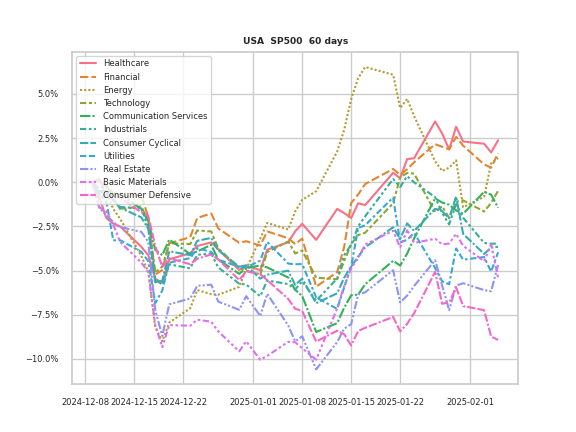 USA  SP500  60 days
Healthcare
Financial
Energy
Technology
Communication Services
Industrials
Consumer Cyclical
Utilities
Real Estate
Basic Materials
Consumer Defensive
5.0%
2.5%
0.0%
−2.5%
−5.0%
−7.5%
−10.0%
2024-12-08 2024-12-15 2024-12-22 2025-01-01 2025-01-08 2025-01-15 2025-01-22 2025-02-01